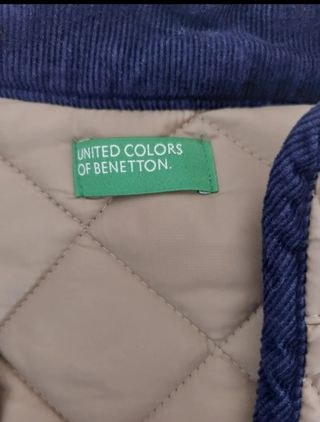 UNITED COLORS
OF BENETTON.